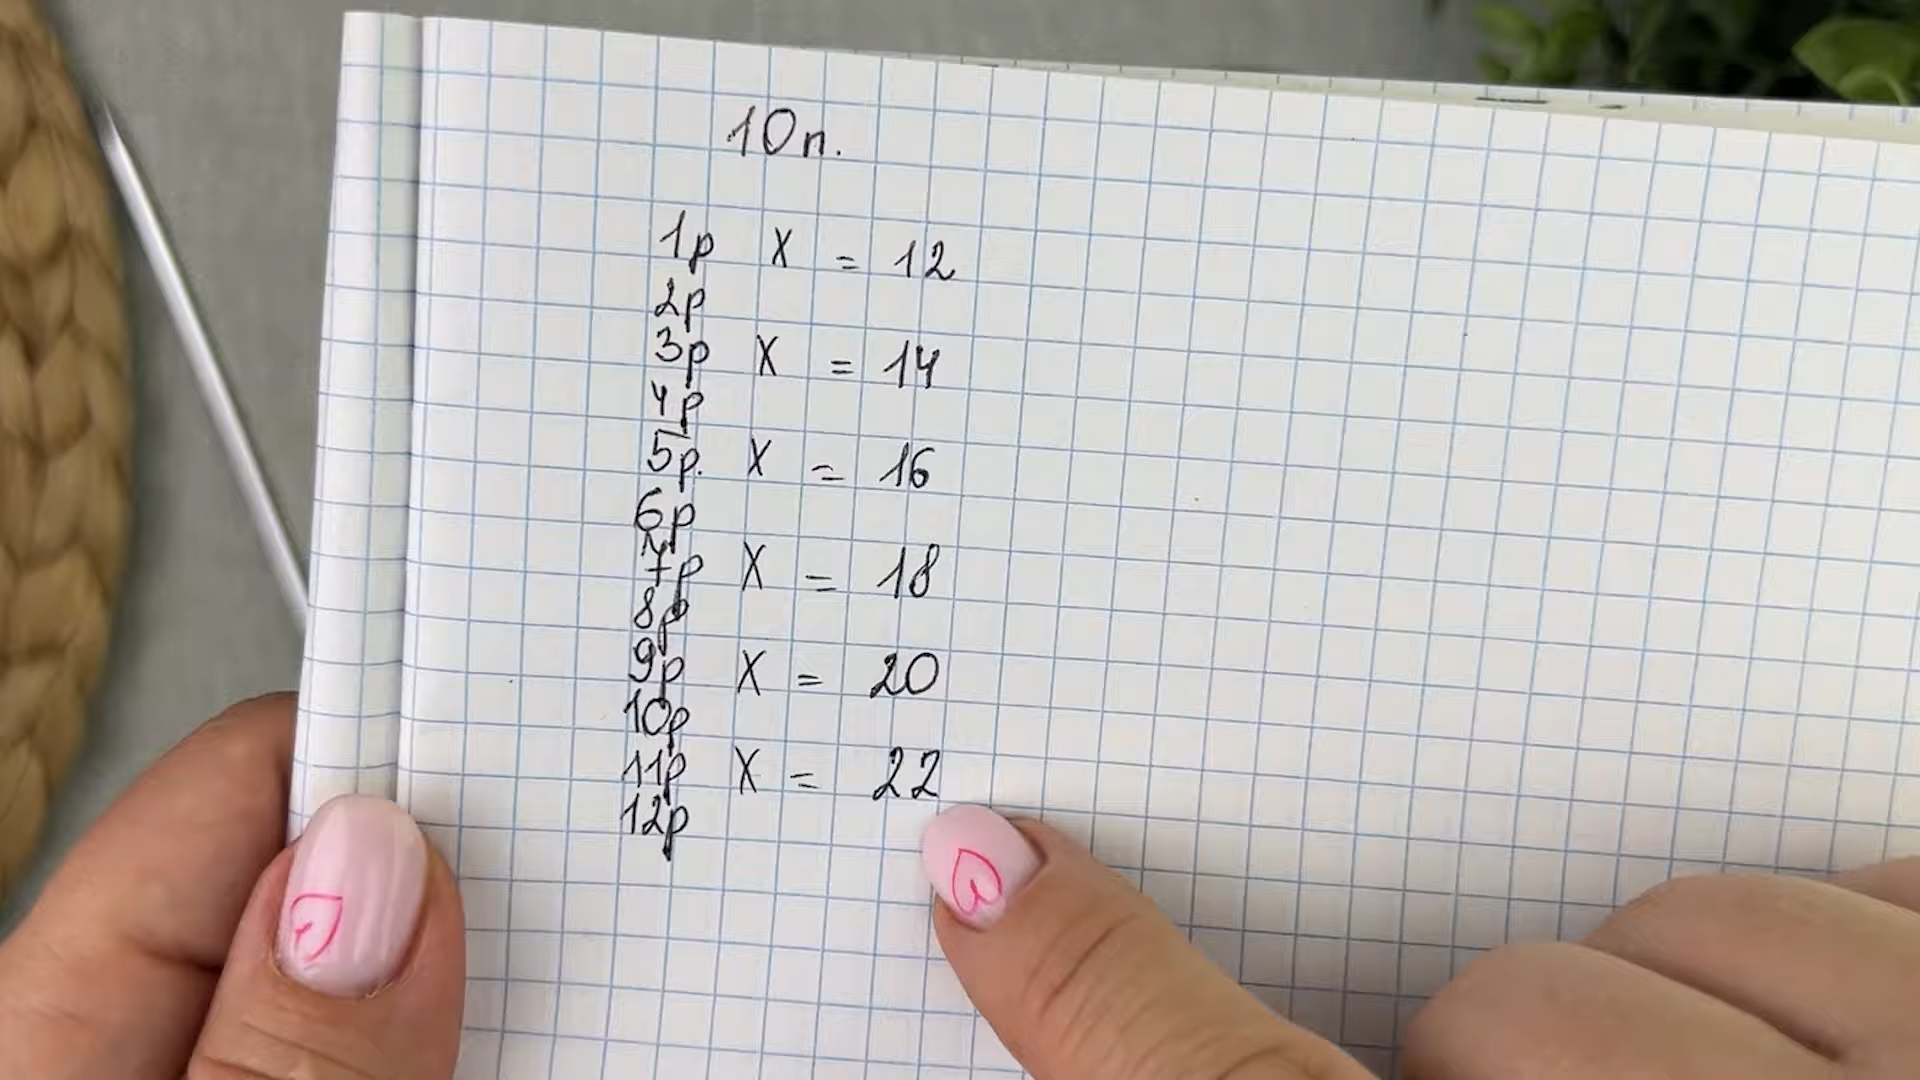 10п.
1р X = 12
2р
3р X = 14
4р
5р. X = 16
6р
7р X = 18
8р
9р X = 20
10р
11р X = 22
12р